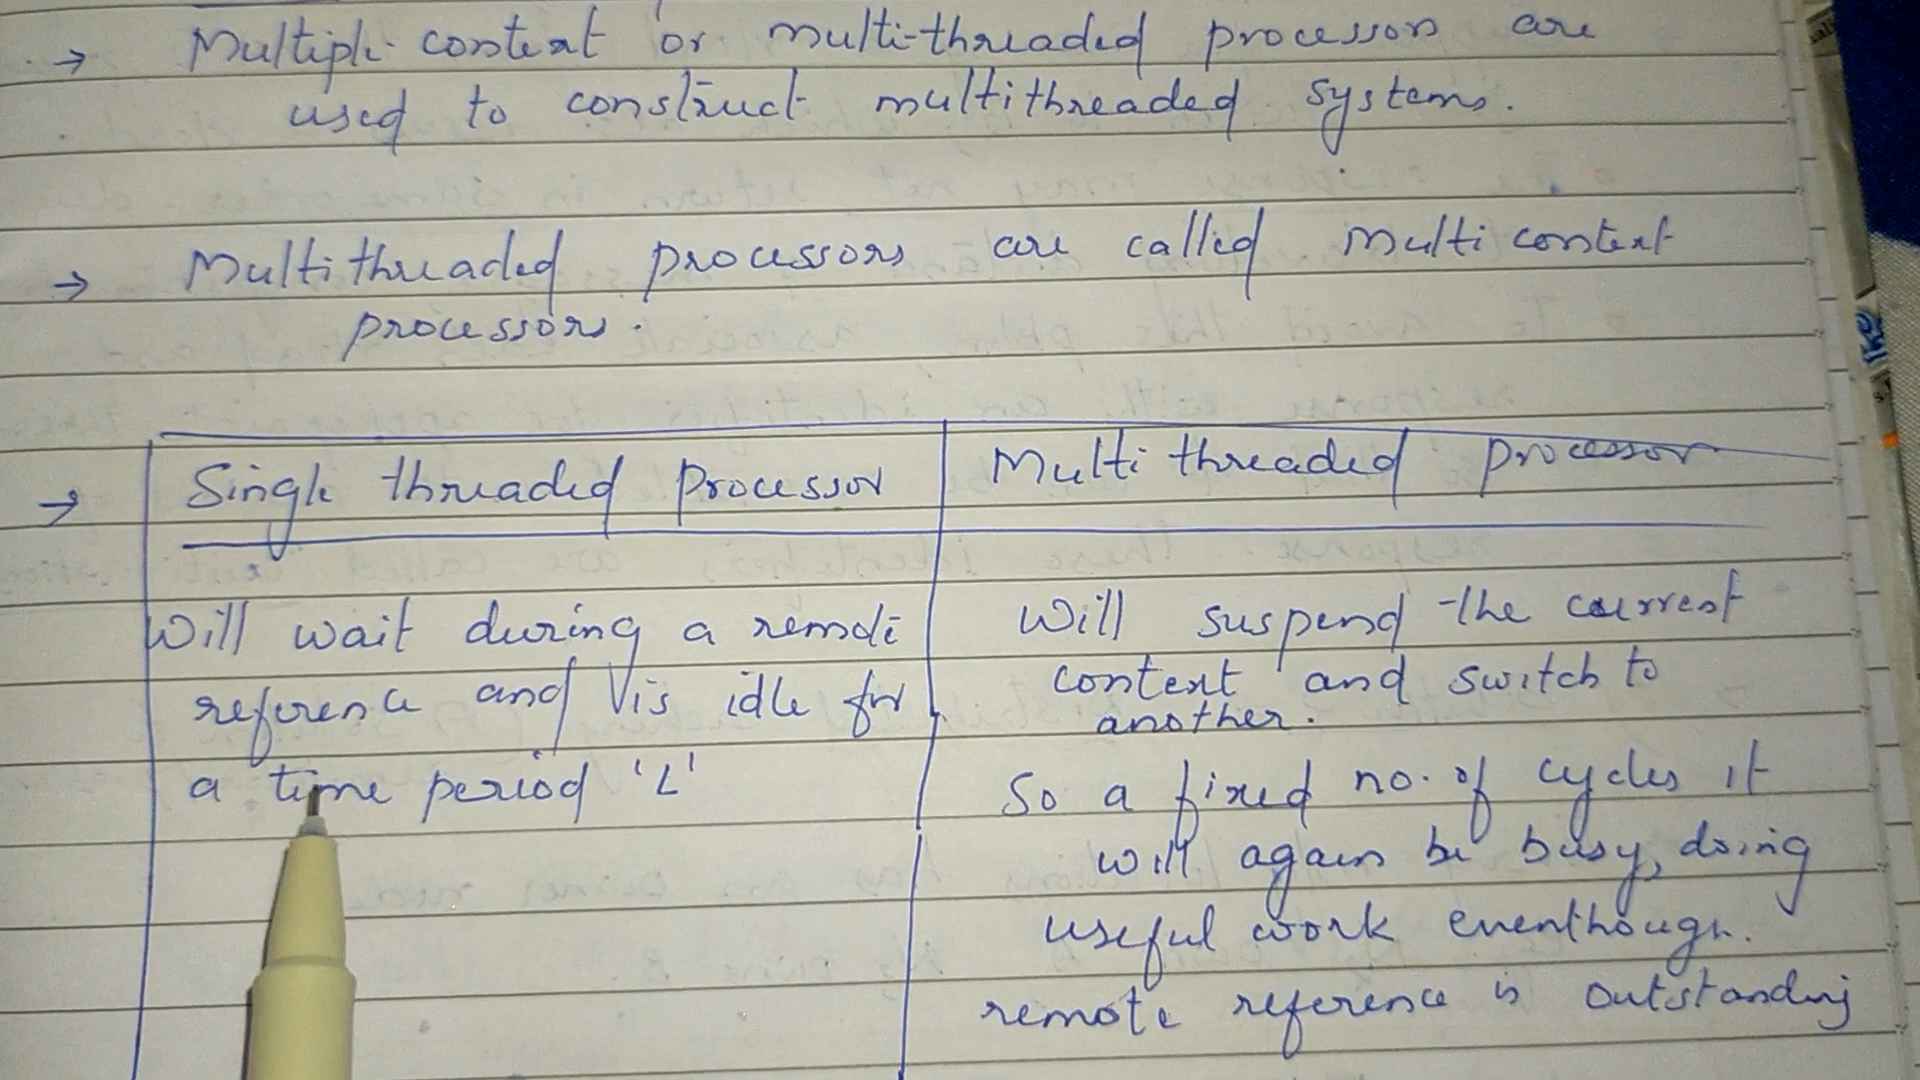 → Multiple context or multi-threaded processors are
used to construct multithreaded systems.
→ Multithreaded processors are called multi context
processors.
→ Single threaded Processor
Will wait during a remote
reference and is idle for
a time period 'L'
Multi threaded processor
Will suspend the current
context and switch to
another.
So a fixed no. of cycles it
will again be busy, doing
useful work eventhough.
remote reference is outstanding